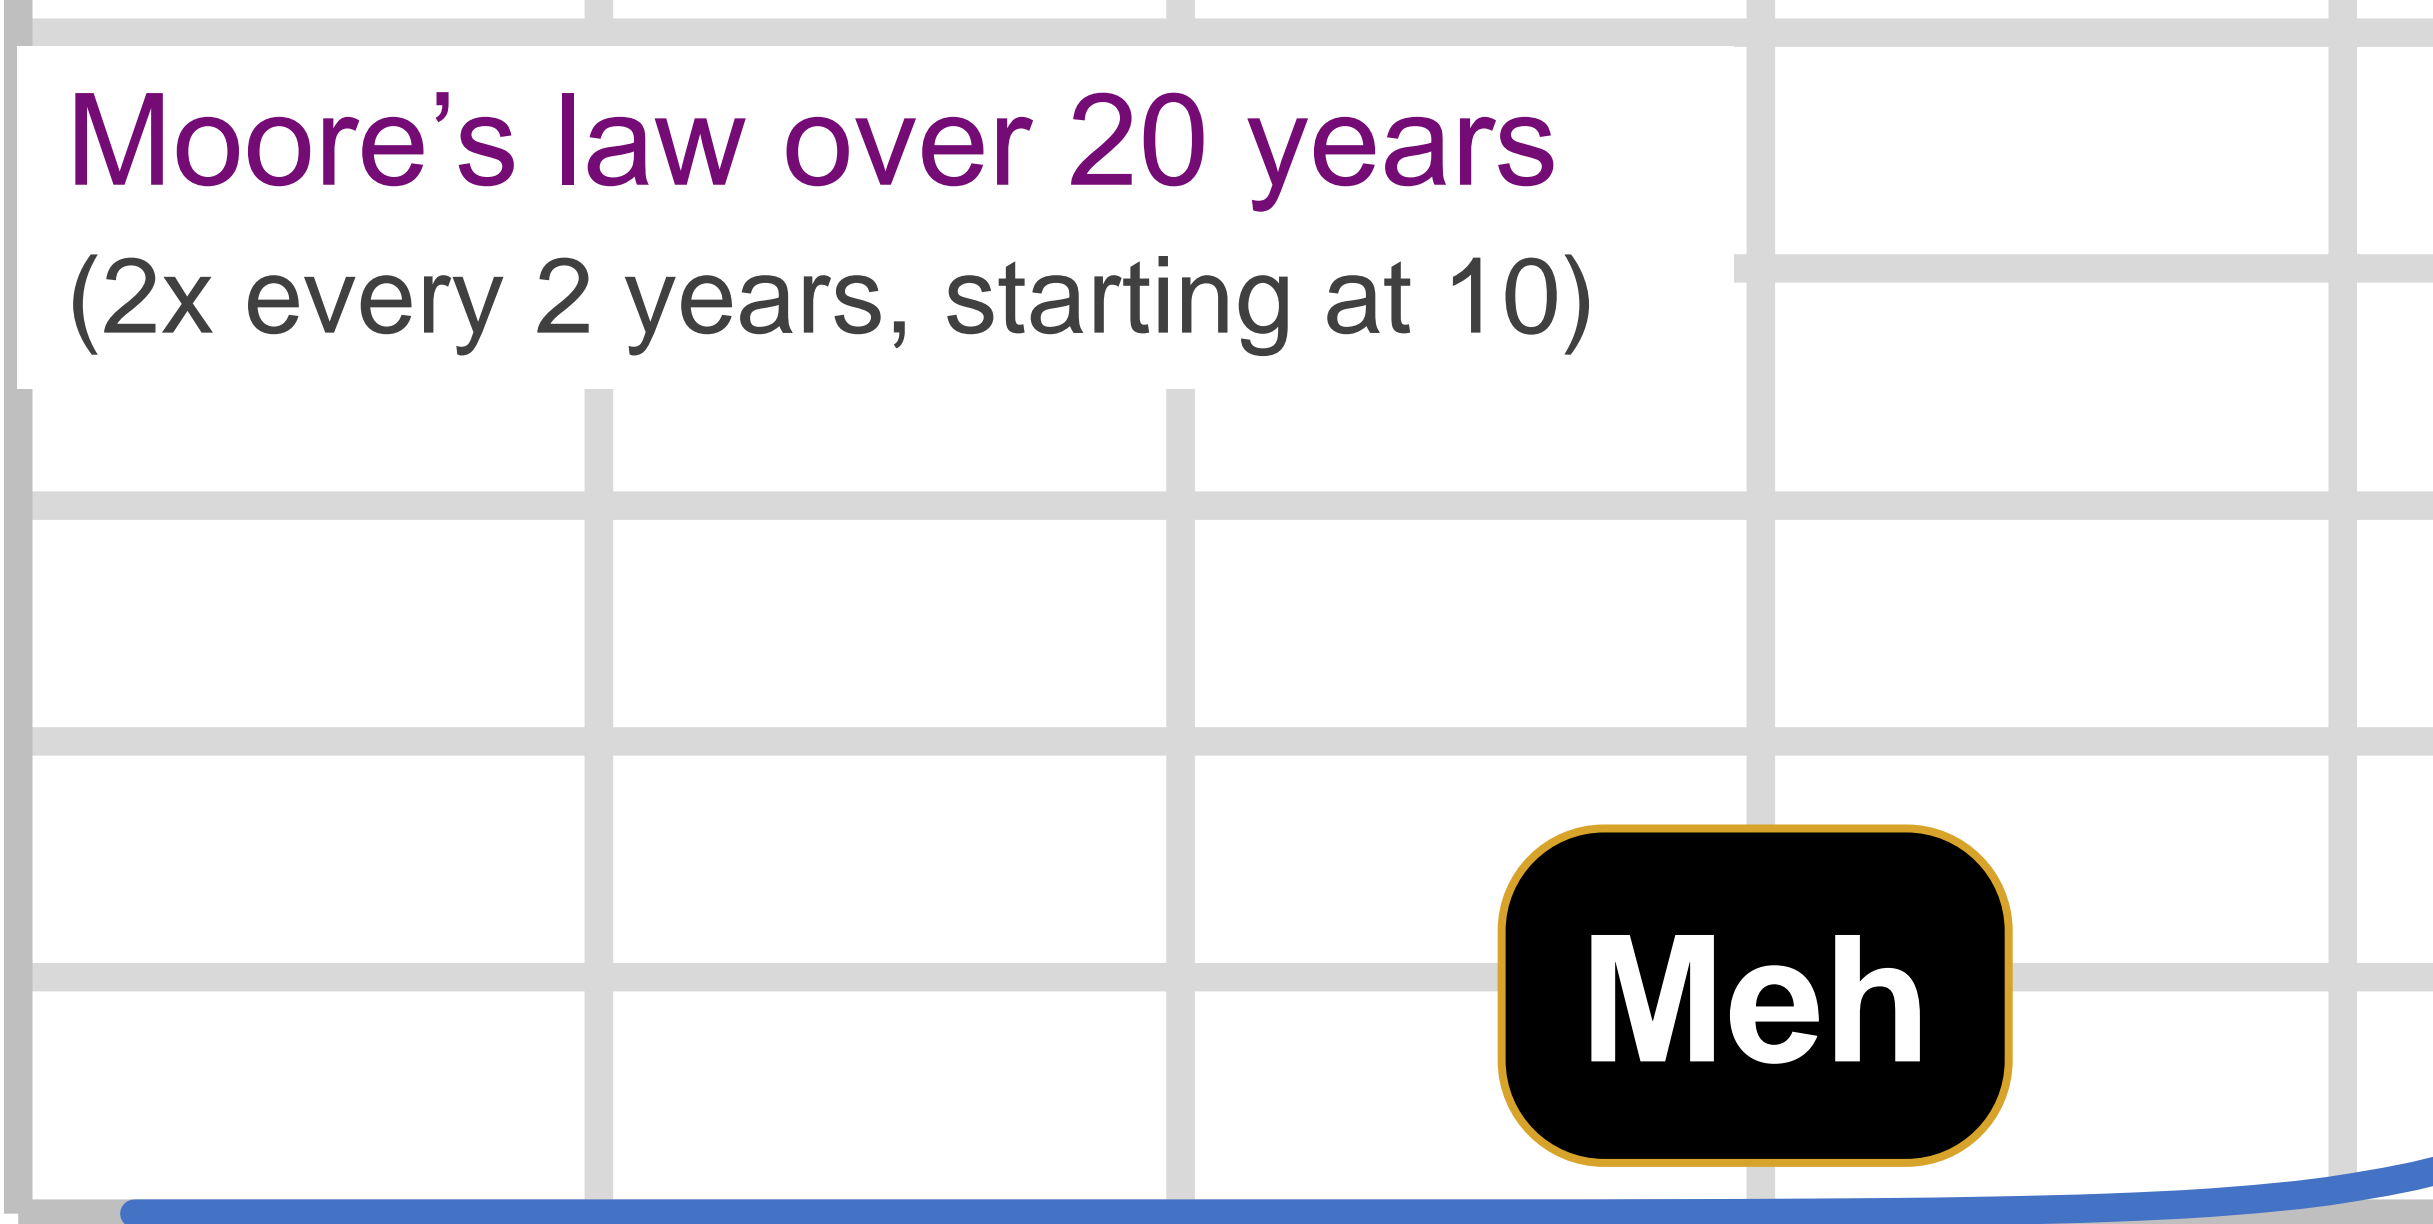 Moore’s law over 20 years
(2x every 2 years, starting at 10)
Meh